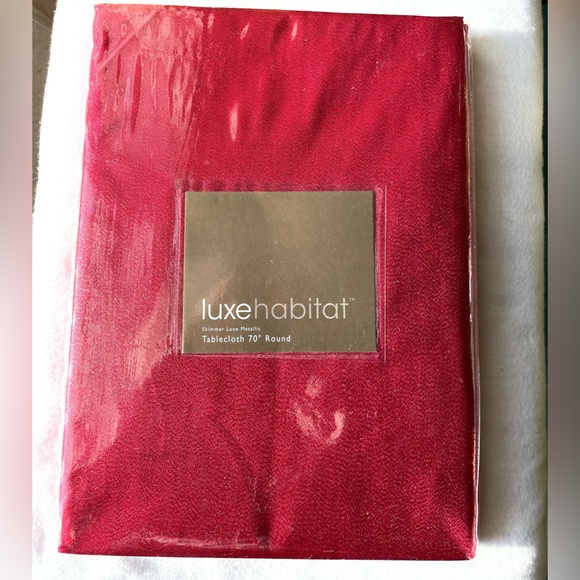 luxehabitat™
Shimmer Luxe Metallic
Tablecloth 70" Round